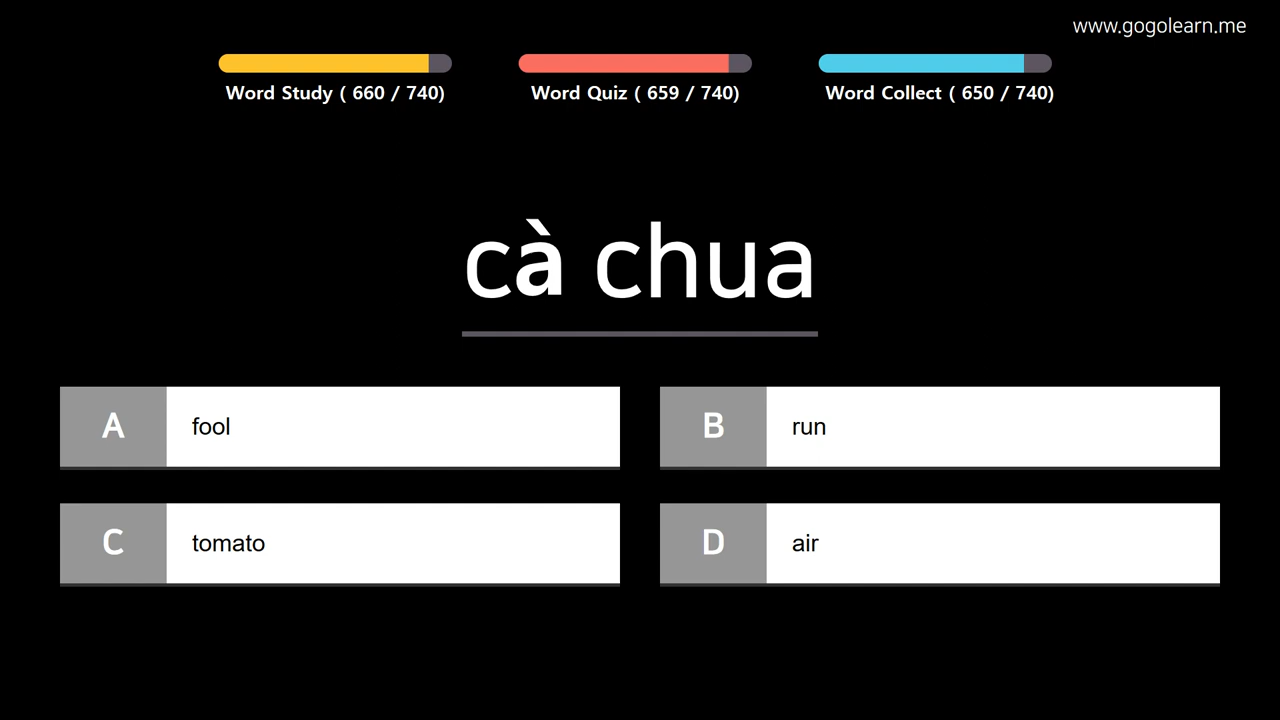 www.gogolearn.me
Word Study ( 660 / 740)
Word Quiz ( 659 / 740)
Word Collect ( 650 / 740)
cà chua
A fool
B run
C tomato
D air